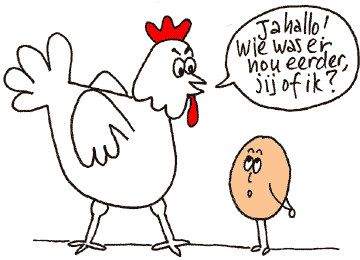 Ja hallo!
Wie was er
nou eerder,
jij of ik?